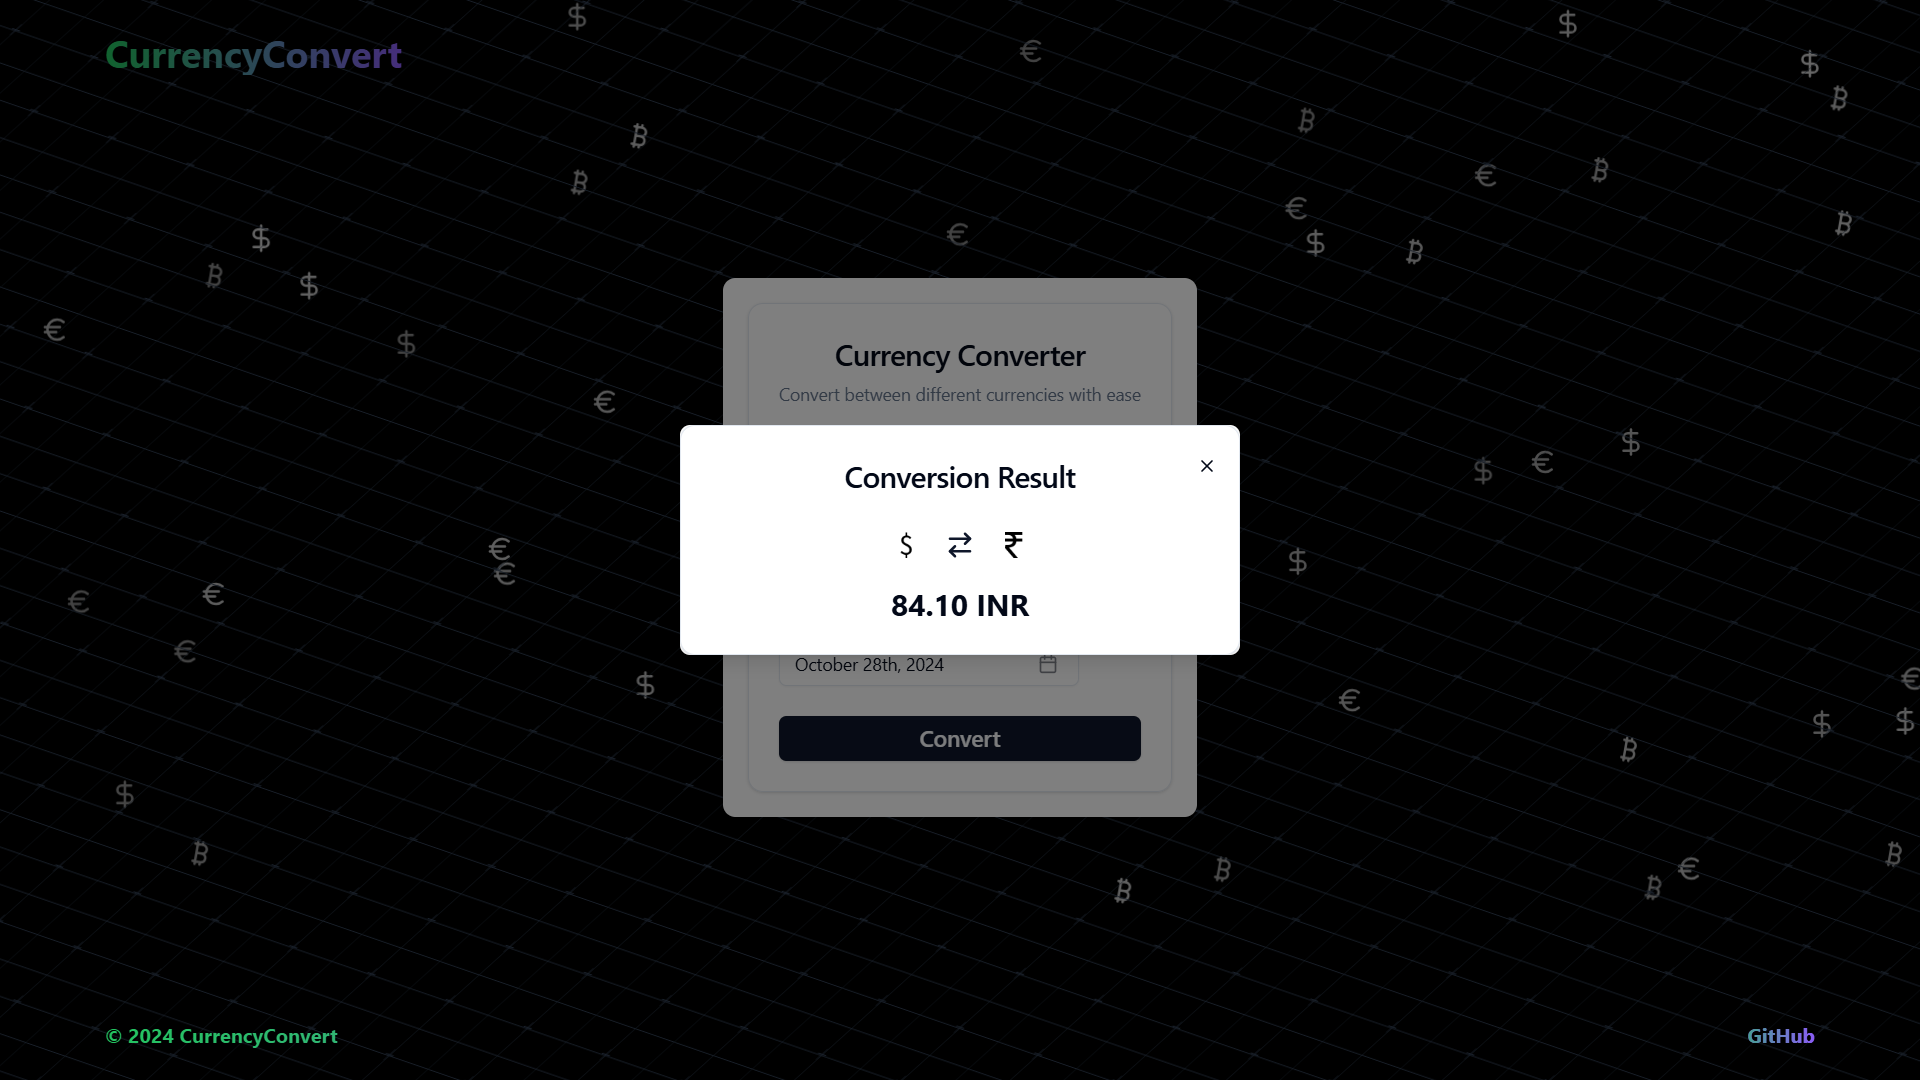 CurrencyConvert
Currency Converter
Convert between different currencies with ease
Conversion Result
$ ⇄ ₹
84.10 INR
October 28th, 2024
Convert
© 2024 CurrencyConvert
GitHub